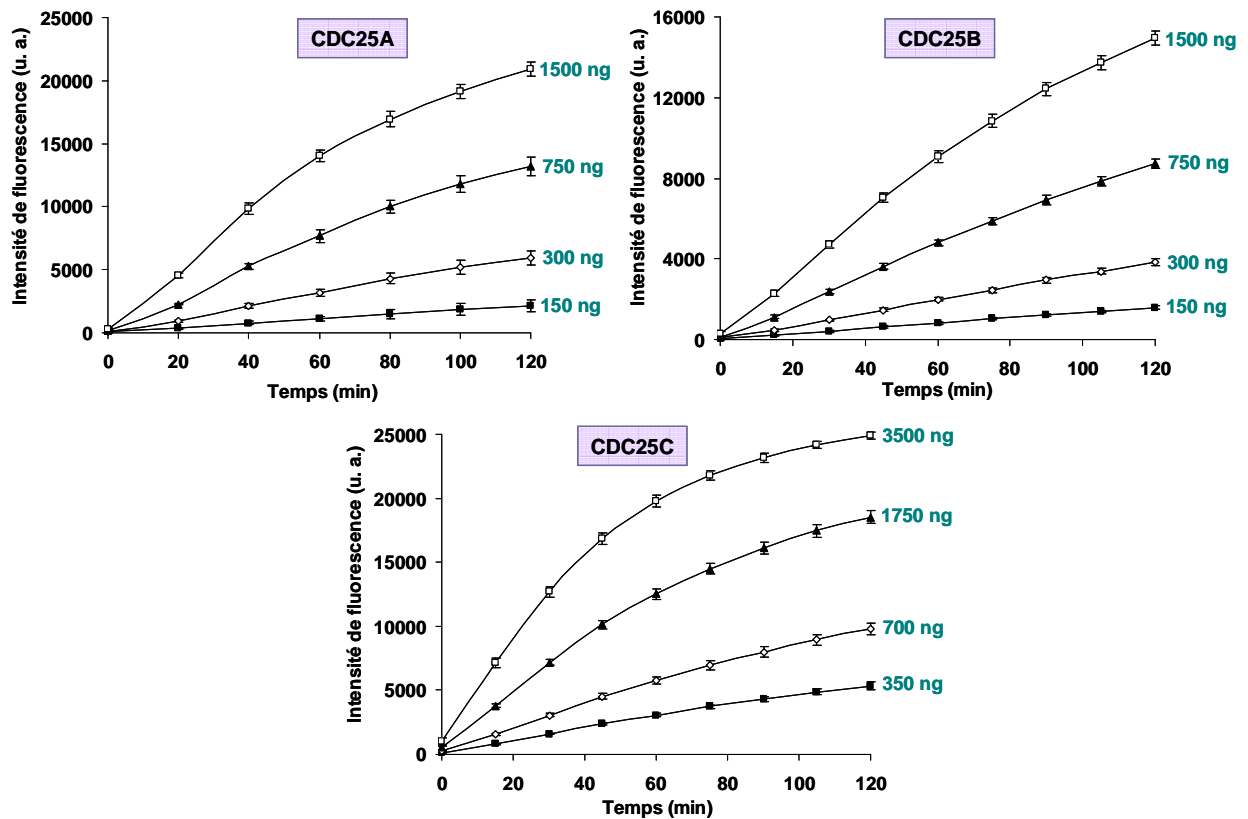 CDC25A
Intensité de fluorescence (u. a.)
25000
20000
15000
10000
5000
0
1500 ng
750 ng
300 ng
150 ng
0 20 40 60 80 100 120
Temps (min)
CDC25B
Intensité de fluorescence (u. a.)
16000
12000
8000
4000
0
1500 ng
750 ng
300 ng
150 ng
0 20 40 60 80 100 120
Temps (min)
CDC25C
Intensité de fluorescence (u. a.)
25000
20000
15000
10000
5000
0
3500 ng
1750 ng
700 ng
350 ng
0 20 40 60 80 100 120
Temps (min)